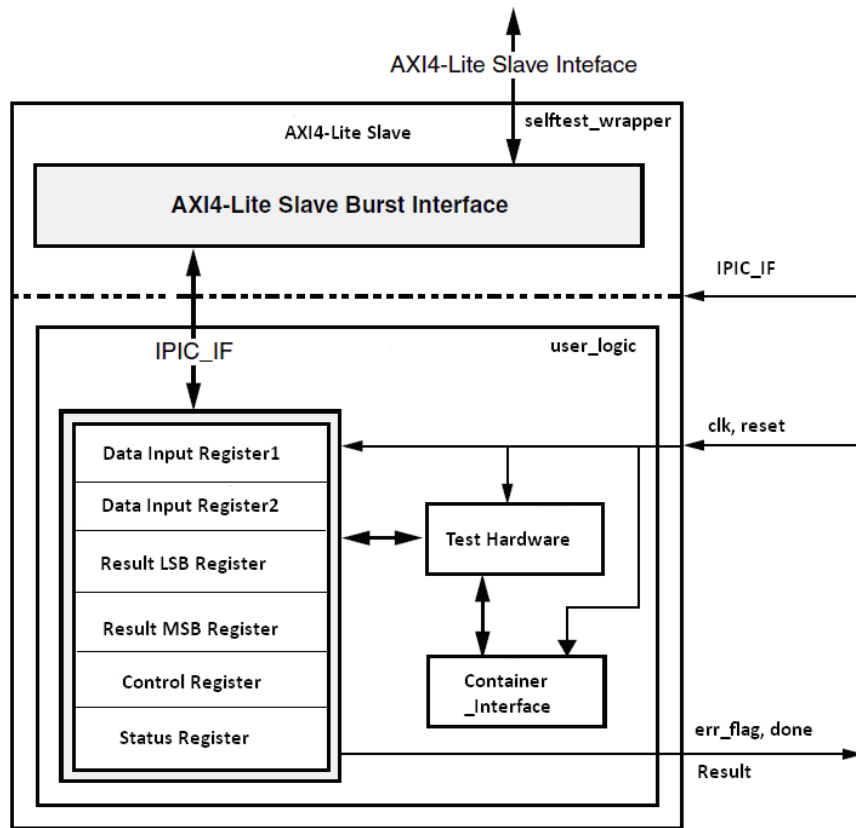 AXI4-Lite Slave Inteface
selftest_wrapper
AXI4-Lite Slave
AXI4-Lite Slave Burst Interface
IPIC_IF
user_logic
IPIC_IF
clk, reset
Data Input Register1
Data Input Register2
Test Hardware
Result LSB Register
Result MSB Register
Control Register
Container
_Interface
Status Register
err_flag, done
Result